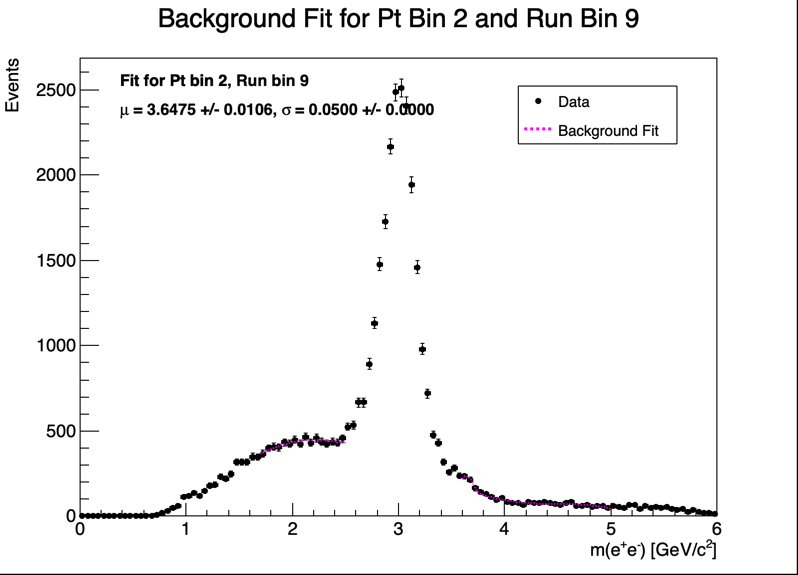 Background Fit for Pt Bin 2 and Run Bin 9
Events
Fit for Pt bin 2, Run bin 9
μ = 3.6475 +/- 0.0106, σ = 0.0500 +/- 0.0000
Data
Background Fit
2500
2000
1500
1000
500
0
0 1 2 3 4 5 6
m(e⁺e⁻) [GeV/c²]